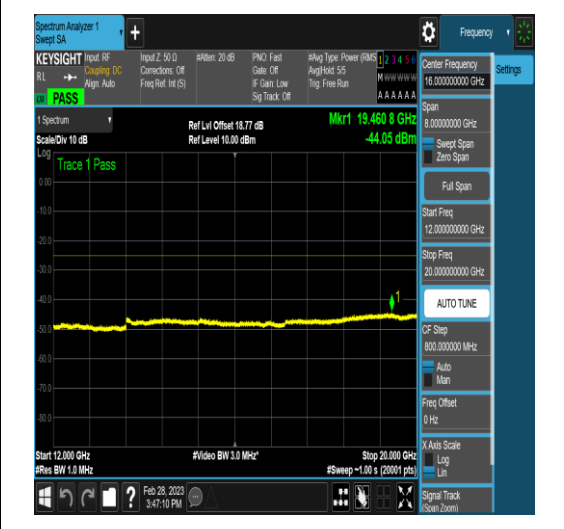 Spectrum Analyzer 1
Swept SA
Frequency
KEYSIGHT
RL
PASS
Input: RF
Coupling: DC
Align: Auto
Input Z: 50 Ω
Corrections: Off
Freq Ref: Int (S)
#Atten: 20 dB
PNO: Fast
Gate: Off
IF Gain: Low
Sig Track: Off
#Avg Type: Power (RMS
Avg|Hold: 5/5
Trig: Free Run
1 2 3 4 5 6
M W W W W W
A A A A A A
1 Spectrum
Scale/Div 10 dB
Ref Lvl Offset 18.77 dB
Ref Level 10.00 dBm
Mkr1 19.460 8 GHz
-44.05 dBm
Log
Trace 1 Pass
0.00
-10.0
-20.0
-30.0
-40.0
-50.0
-60.0
-70.0
-80.0
1
Start 12.000 GHz
#Res BW 1.0 MHz
#Video BW 3.0 MHz*
Stop 20.000 GHz
#Sweep ~1.00 s (20001 pts)
Feb 28, 2023
3:47:10 PM
Center Frequency
16.000000000 GHz
Settings
Span
8.00000000 GHz
Swept Span
Zero Span
Full Span
Start Freq
12.000000000 GHz
Stop Freq
20.000000000 GHz
AUTO TUNE
CF Step
800.000000 MHz
Auto
Man
Freq Offset
0 Hz
X Axis Scale
Log
Lin
Signal Track
(Span Zoom)